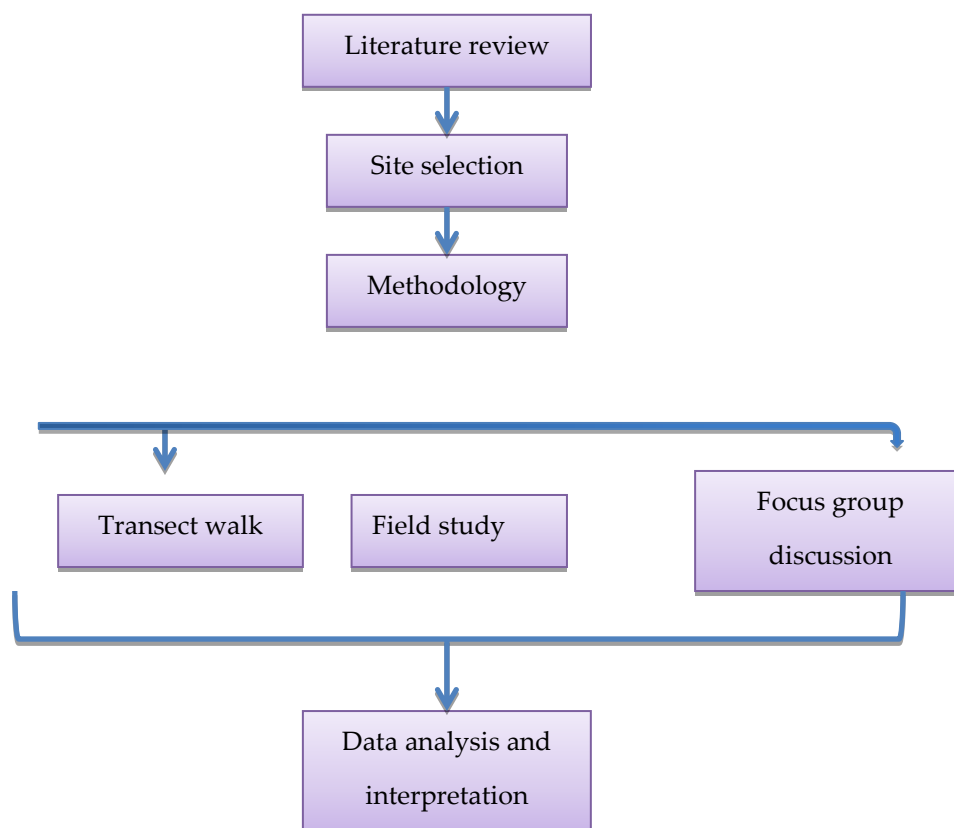 Literature review
Site selection
Methodology
Transect walk
Field study
Focus group
discussion
Data analysis and
interpretation